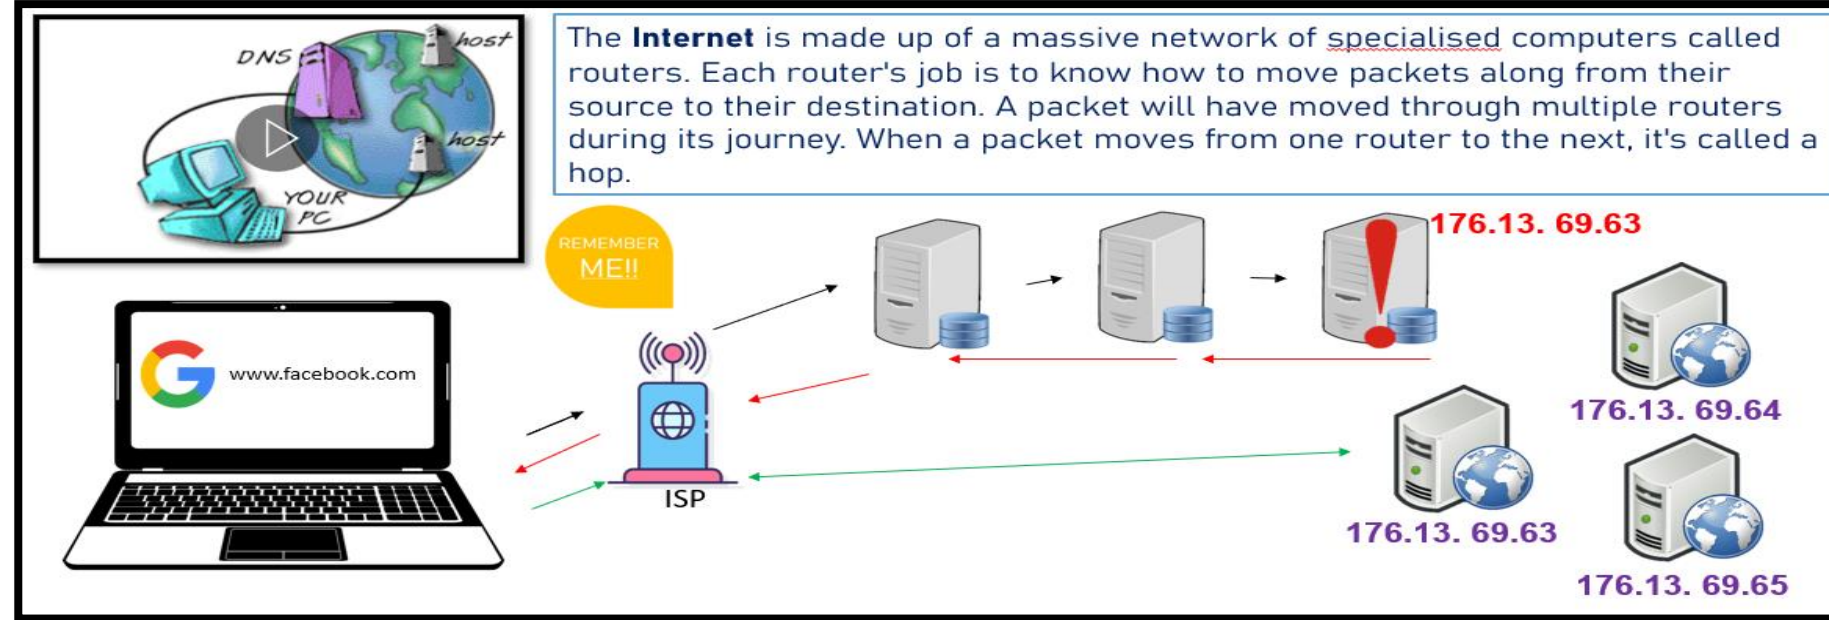 DNS
host
host
YOUR
PC
The Internet is made up of a massive network of specialised computers called
routers. Each router's job is to know how to move packets along from their
source to their destination. A packet will have moved through multiple routers
during its journey. When a packet moves from one router to the next, it's called a
hop.
REMEMBER
ME!!
176.13. 69.63
www.facebook.com
176.13. 69.64
ISP
176.13. 69.63
176.13. 69.65